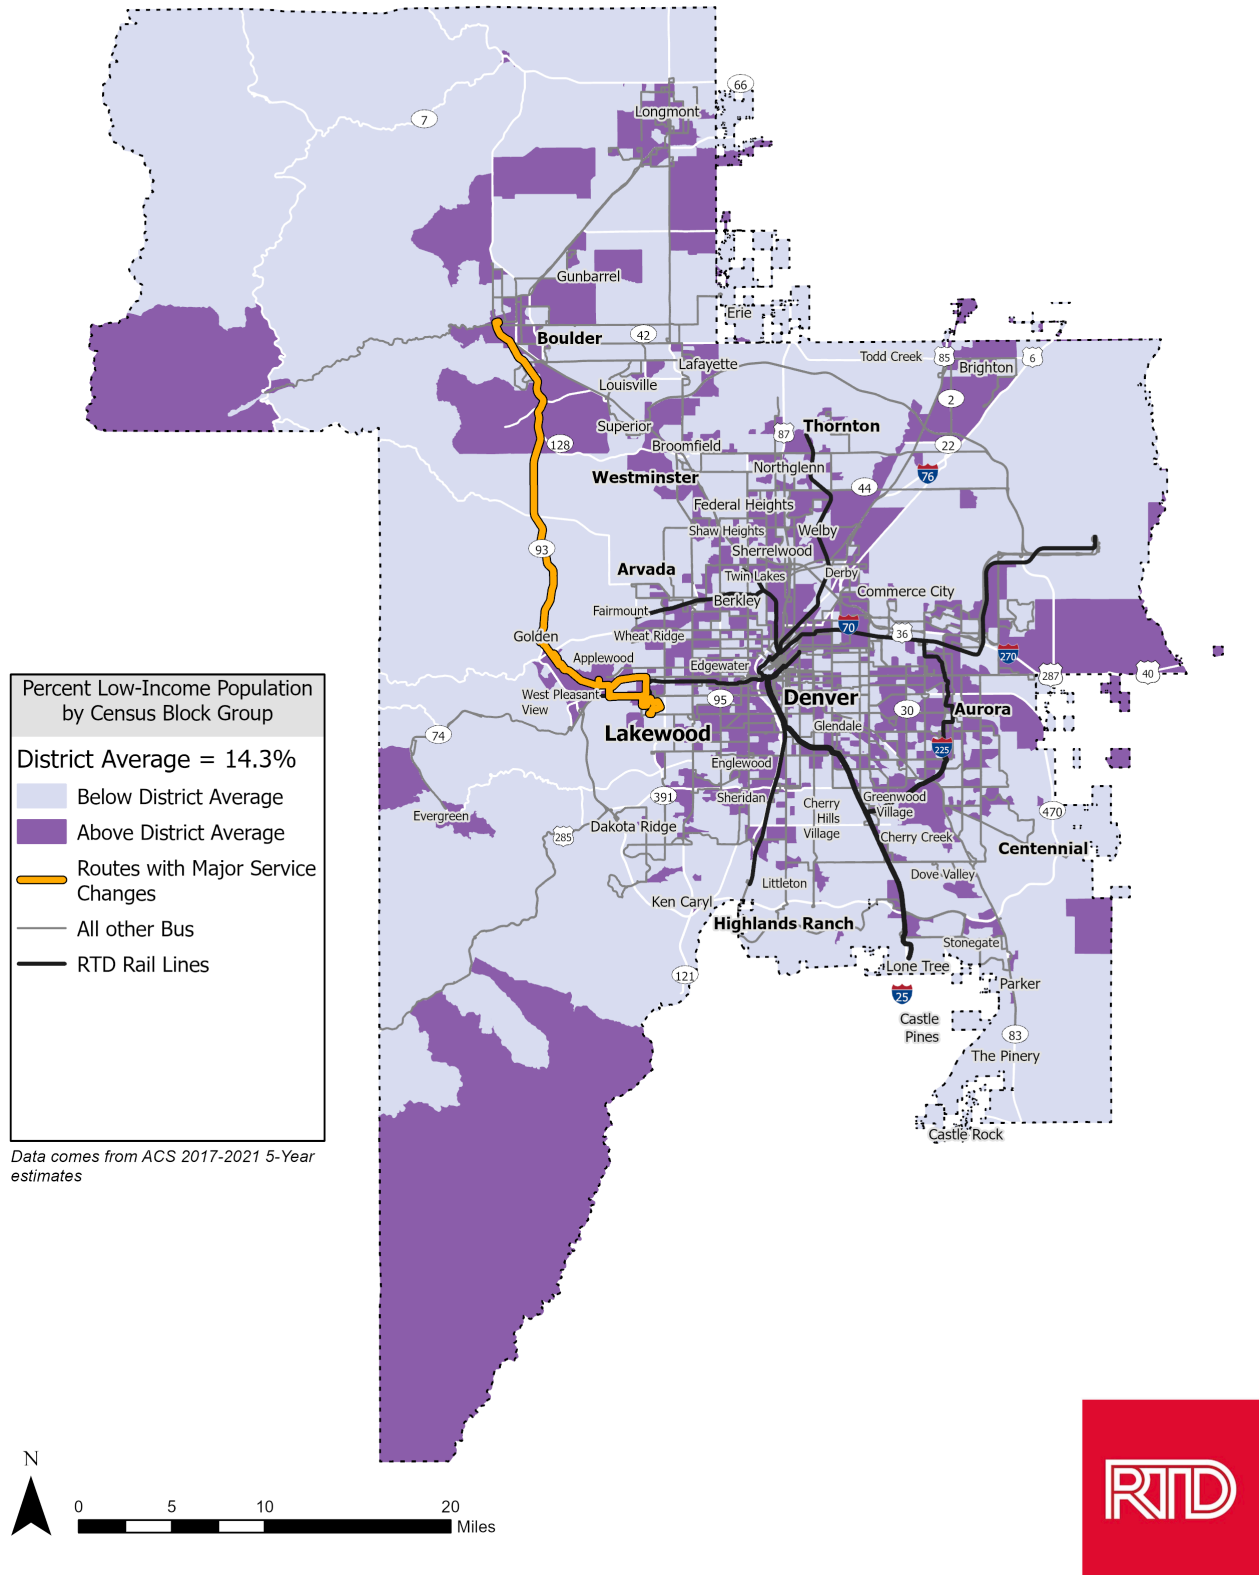 66
Longmont
7
Gunbarrel
Erie
Boulder
42
Todd Creek
85
6
Lafayette
Brighton
Louisville
2
Superior
87
Thornton
128
Broomfield
22
Westminster
Northglenn
76
44
Federal Heights
Shaw Heights
Welby
93
Sherrelwood
Arvada
Twin Lakes
Derby
Commerce City
Fairmount
Berkley
70
36
Golden
Wheat Ridge
270
Applewood
Edgewater
287
40
West Pleasant
View
95
Denver
30
Aurora
Glendale
Lakewood
74
225
Englewood
391
Sheridan
Cherry
Hills
Village
Greenwood
Village
470
Evergreen
285
Dakota Ridge
Cherry Creek
Centennial
Littleton
Dove Valley
Ken Caryl
Highlands Ranch
Stonegate
121
Lone Tree
25
Parker
Castle
Pines
83
The Pinery
Castle Rock
Percent Low-Income Population
by Census Block Group
District Average = 14.3%
Below District Average
Above District Average
Routes with Major Service
Changes
All other Bus
RTD Rail Lines
Data comes from ACS 2017-2021 5-Year
estimates
N
0 5 10 20
Miles
RTD